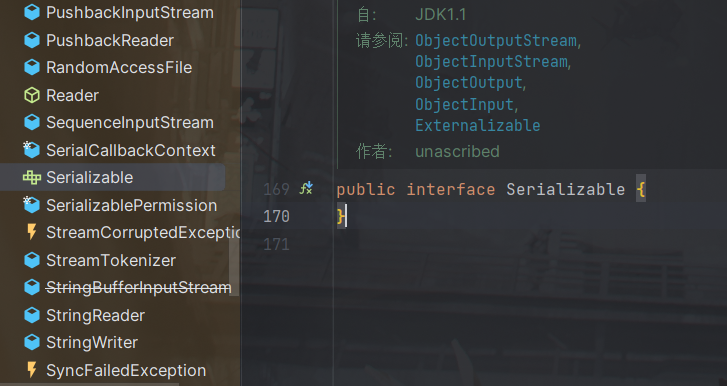 PushbackInputStream
PushbackReader
RandomAccessFile
Reader
SequenceInputStream
SerialCallbackContext
Serializable
SerializablePermission
StreamCorruptedExceptio
StreamTokenizer
StringBufferInputStream
StringReader
StringWriter
SyncFailedException
自: JDK1.1
请参阅: ObjectOutputStream,
ObjectInputStream,
ObjectOutput,
ObjectInput,
Externalizable
作者: unascribed
169 public interface Serializable {
170 }
171